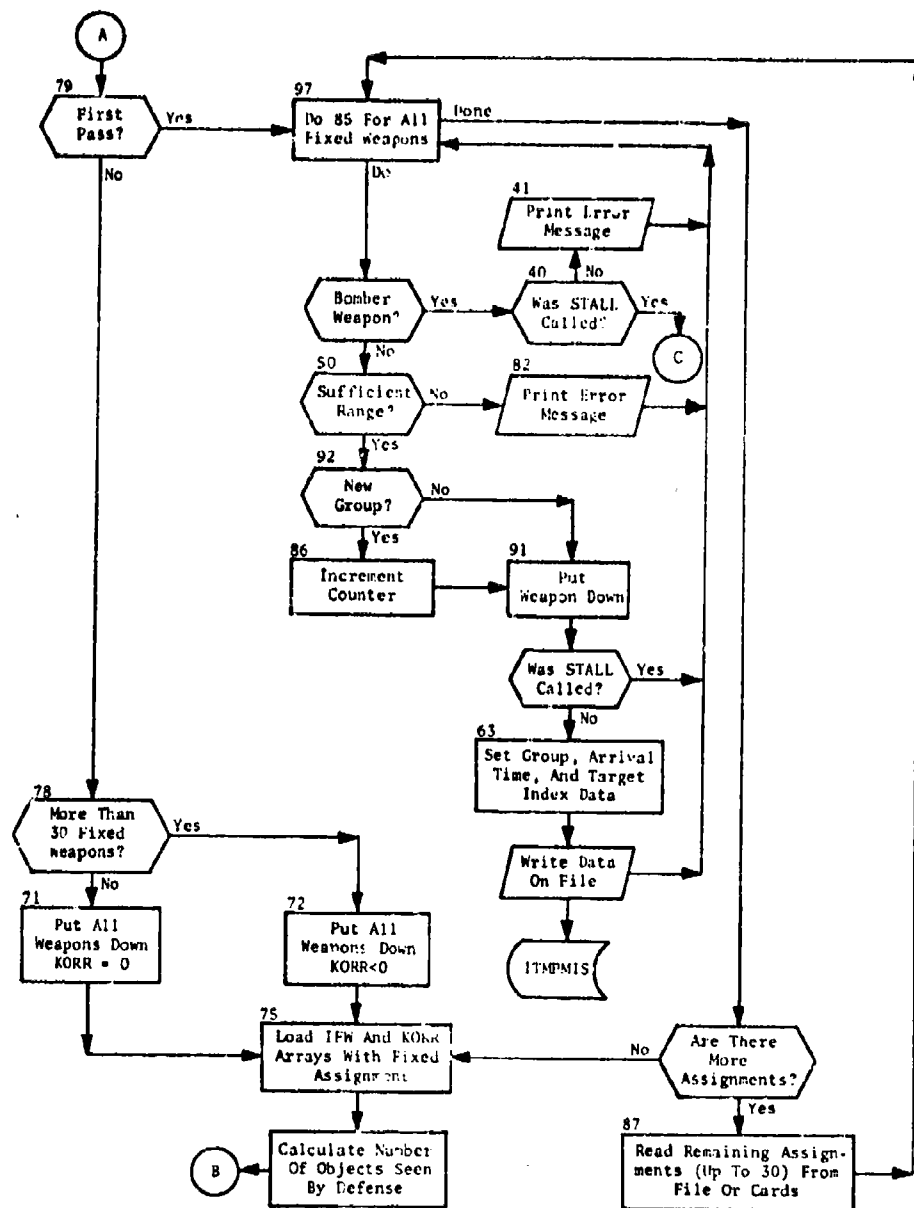 A
79
First
Pass?
Yes
No
97
Do 85 For All
Fixed Weapons
Done
Do
41
Print Error
Message
No
40
Was STALL
Called?
Yes
C
Bomber
Weapon?
Yes
No
50
Sufficient
Range?
No
Yes
82
Print Error
Message
92
New
Group?
No
Yes
86
Increment
Counter
91
Put
Weapon Down
Was STALL
Called?
Yes
No
63
Set Group, Arrival
Time, And Target
Index Data
Write Data
On File
ITMPMIS
78
More Than
30 Fixed
Weapons?
Yes
No
71
Put All
Weapons Down
KORR = 0
72
Put All
Weapons Down
KORR<0
75
Load IFW And KORR
Arrays With Fixed
Assignment
Are There
More
Assignments?
No
Yes
87
Read Remaining Assign-
ments (Up To 30) From
File Or Cards
Calculate Number
Of Objects Seen
By Defense
B